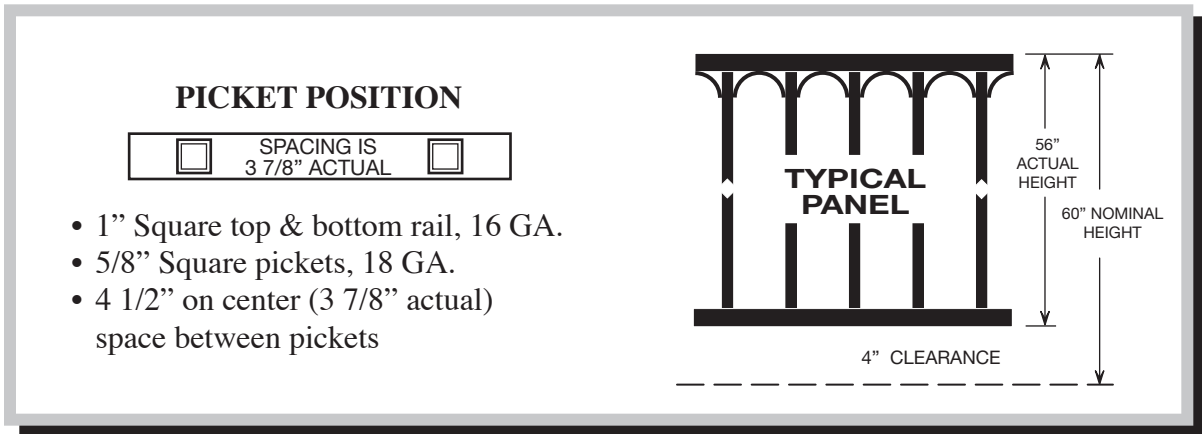 PICKET POSITION
SPACING IS
3 7/8” ACTUAL
• 1” Square top & bottom rail, 16 GA.
• 5/8” Square pickets, 18 GA.
• 4 1/2” on center (3 7/8” actual)
space between pickets
TYPICAL
PANEL
56”
ACTUAL
HEIGHT
60” NOMINAL
HEIGHT
4” CLEARANCE